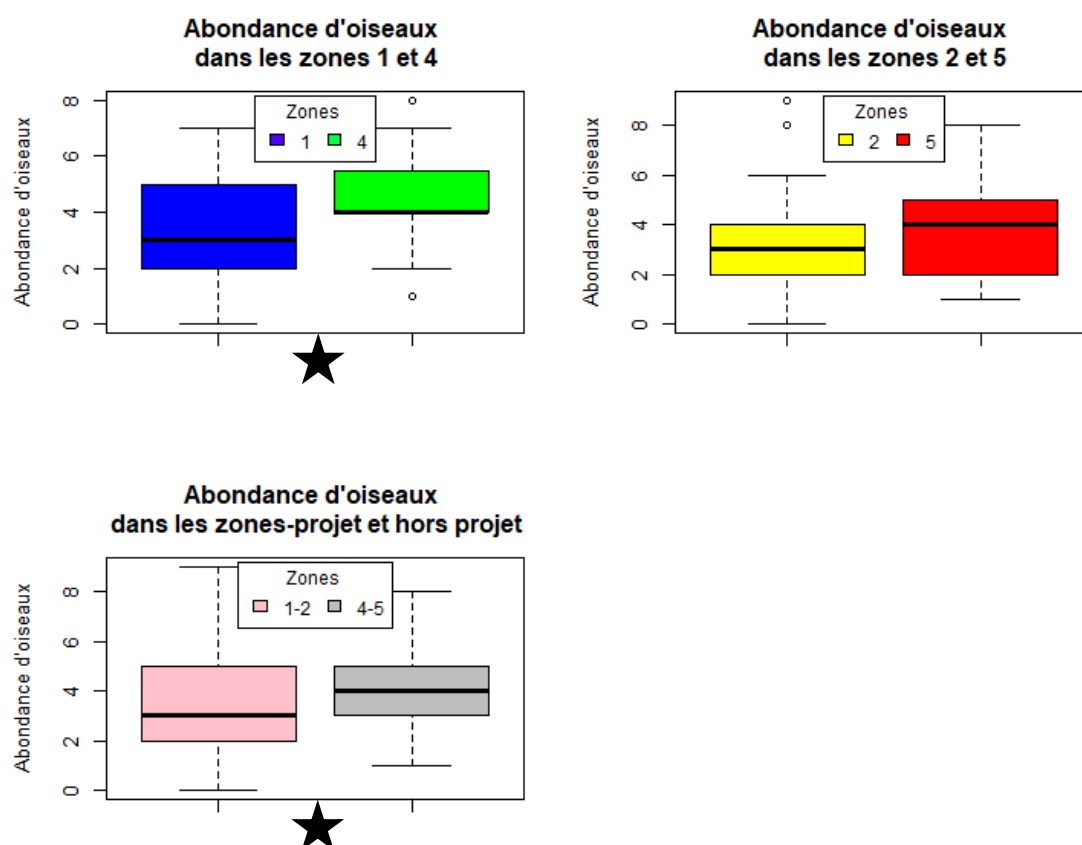 Abondance d'oiseaux
dans les zones 1 et 4
Abondance d'oiseaux
8
6
4
2
0
Zones
1 4
Abondance d'oiseaux
dans les zones 2 et 5
Abondance d'oiseaux
8
6
4
2
0
Zones
2 5
Abondance d'oiseaux
dans les zones-projet et hors projet
Abondance d'oiseaux
8
6
4
2
0
Zones
1-2 4-5